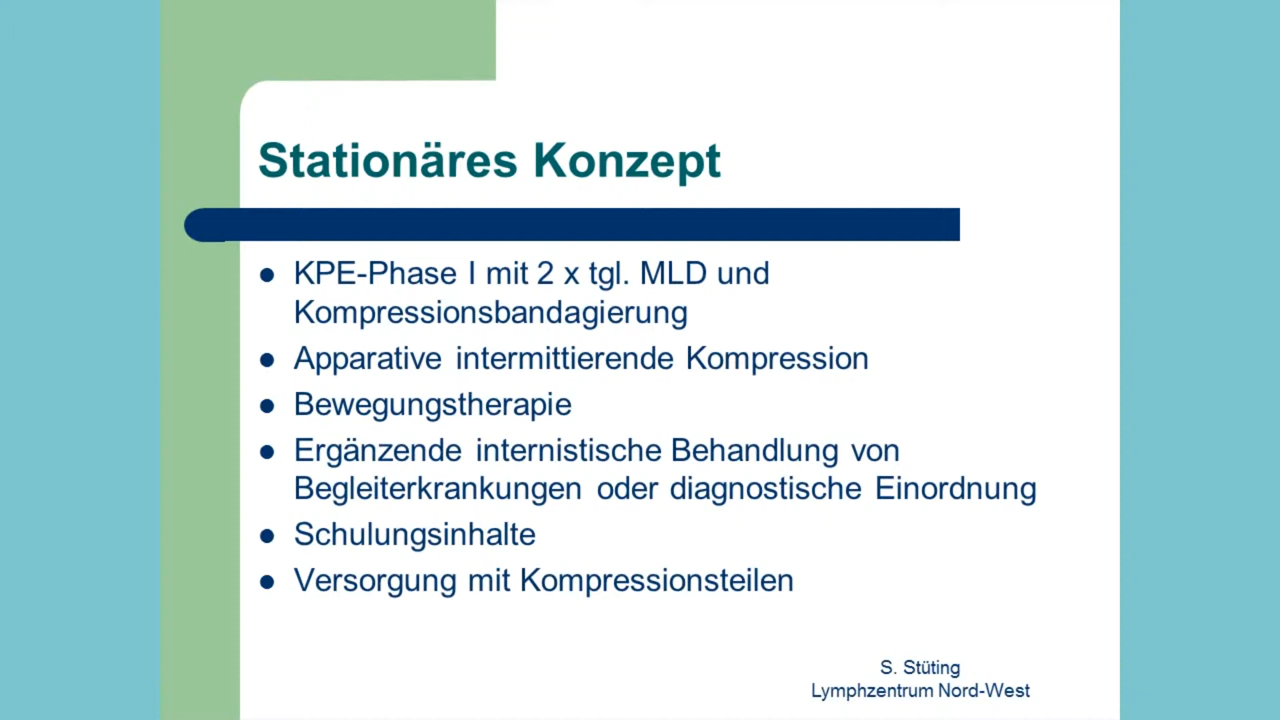 Stationäres Konzept
KPE-Phase I mit 2 x tgl. MLD und
Kompressionsbandagierung
Apparative intermittierende Kompression
Bewegungstherapie
Ergänzende internistische Behandlung von
Begleiterkrankungen oder diagnostische Einordnung
Schulungsinhalte
Versorgung mit Kompressionsteilen
S. Stüting
Lymphzentrum Nord-West